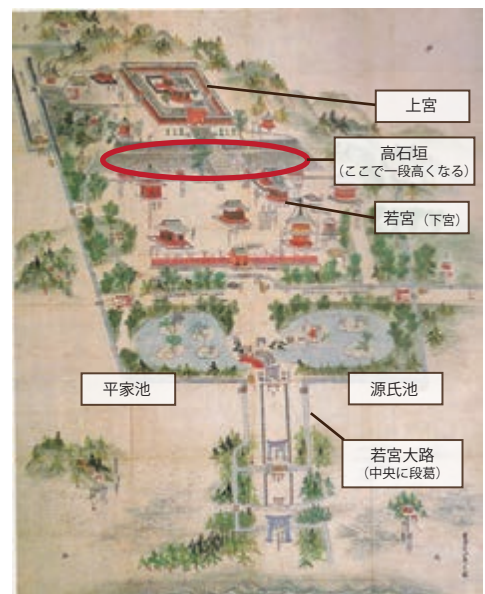 上宮
高石垣
（ここで一段高くなる）
若宮（下宮）
平家池
源氏池
若宮大路
（中央に段葛）